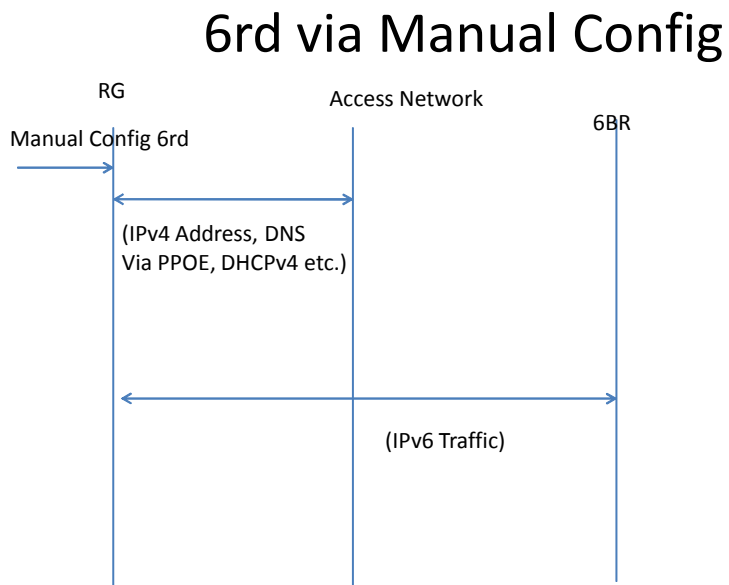 6rd via Manual Config
RG
Access Network
6BR
Manual Config 6rd
(IPv4 Address, DNS
Via PPOE, DHCPv4 etc.)
(IPv6 Traffic)